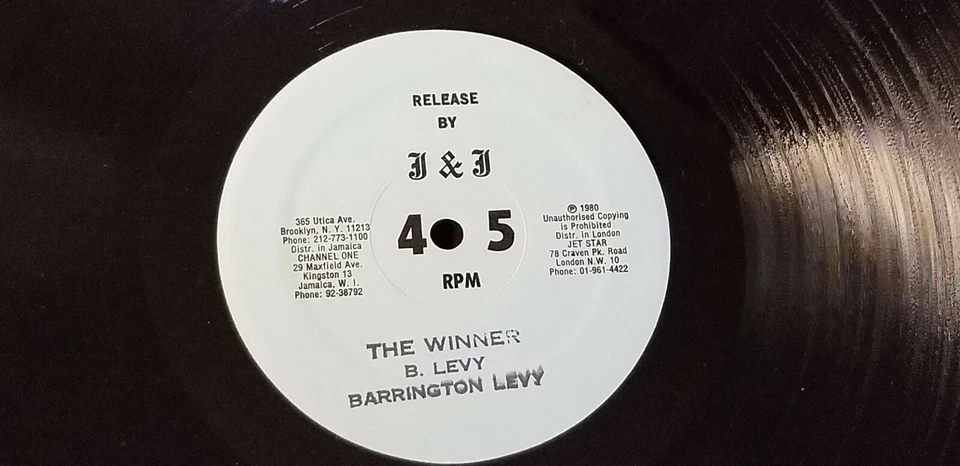 RELEASE
BY
J & J
45
RPM
365 Utica Ave.
Brooklyn, N. Y. 11213
Phone: 212-773-1100
Distr. in Jamaica
CHANNEL ONE
29 Maxfield Ave.
Kingston 13
Jamaica, W. I.
Phone: 92-38792
℗ 1980
Unauthorised Copying
is Prohibited
Distr. in London
JET STAR
78 Craven Pk. Road
London N.W. 10
Phone: 01-961-4422
THE WINNER
B. LEVY
BARRINGTON LEVY